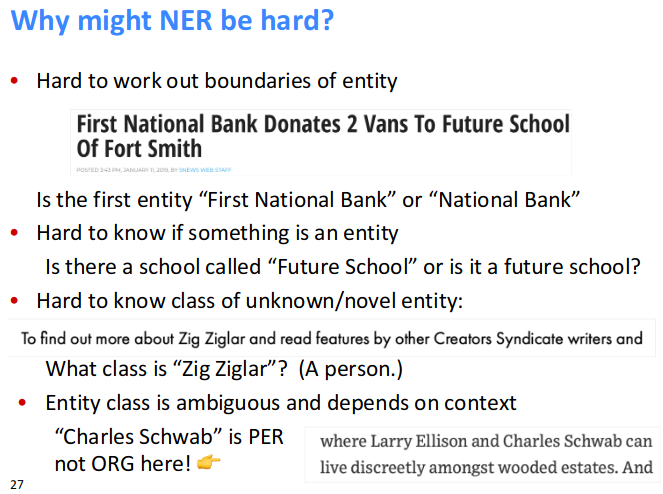 Why might NER be hard?
• Hard to work out boundaries of entity
First National Bank Donates 2 Vans To Future School
Of Fort Smith
POSTED 3:43 PM, JANUARY 11, 2019, BY 5NEWS WEB STAFF
Is the first entity “First National Bank” or “National Bank”
• Hard to know if something is an entity
Is there a school called “Future School” or is it a future school?
• Hard to know class of unknown/novel entity:
To find out more about Zig Ziglar and read features by other Creators Syndicate writers and
What class is “Zig Ziglar”? (A person.)
• Entity class is ambiguous and depends on context
“Charles Schwab” is PER
not ORG here! 👉
where Larry Ellison and Charles Schwab can
live discreetly amongst wooded estates. And
27